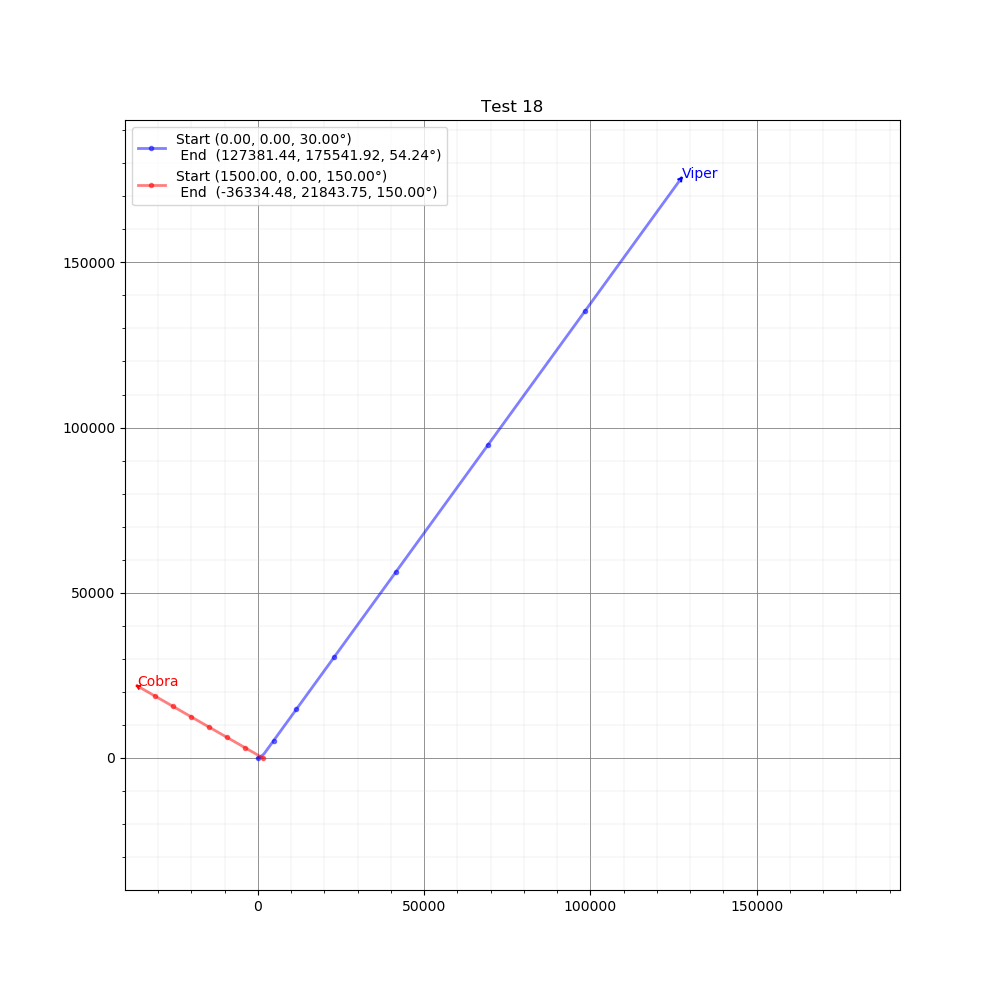 Test 18
Start (0.00, 0.00, 30.00°)
End (127381.44, 175541.92, 54.24°)
Start (1500.00, 0.00, 150.00°)
End (-36334.48, 21843.75, 150.00°)
Viper
150000
100000
50000
Cobra
0
0
50000
100000
150000